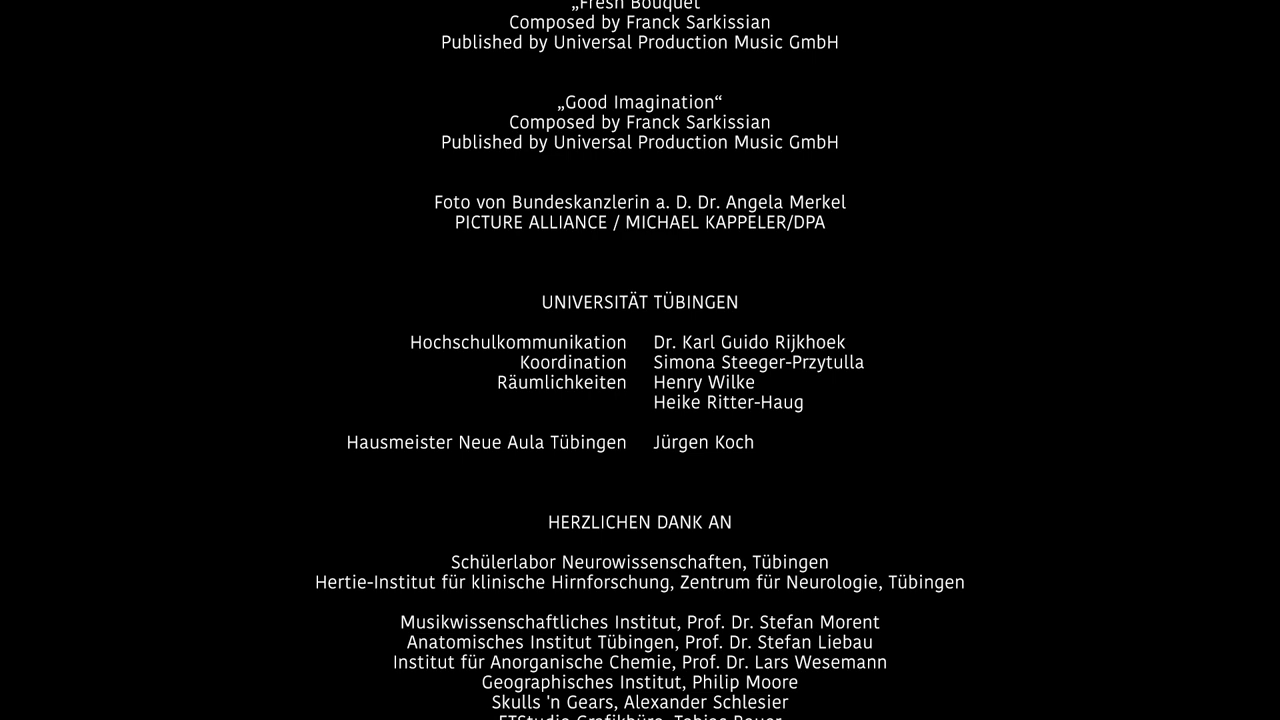 „Fresh Bouquet“
Composed by Franck Sarkissian
Published by Universal Production Music GmbH
„Good Imagination“
Composed by Franck Sarkissian
Published by Universal Production Music GmbH
Foto von Bundeskanzlerin a. D. Dr. Angela Merkel
PICTURE ALLIANCE / MICHAEL KAPPELER/DPA
UNIVERSITÄT TÜBINGEN
Hochschulkommunikation Dr. Karl Guido Rijkhoek
Koordination Simona Steeger-Przytulla
Räumlichkeiten Henry Wilke
Heike Ritter-Haug
Hausmeister Neue Aula Tübingen Jürgen Koch
HERZLICHEN DANK AN
Schülerlabor Neurowissenschaften, Tübingen
Hertie-Institut für klinische Hirnforschung, Zentrum für Neurologie, Tübingen
Musikwissenschaftliches Institut, Prof. Dr. Stefan Morent
Anatomisches Institut Tübingen, Prof. Dr. Stefan Liebau
Institut für Anorganische Chemie, Prof. Dr. Lars Wesemann
Geographisches Institut, Philip Moore
Skulls 'n Gears, Alexander Schlesier
Grafikbüro, Tobias